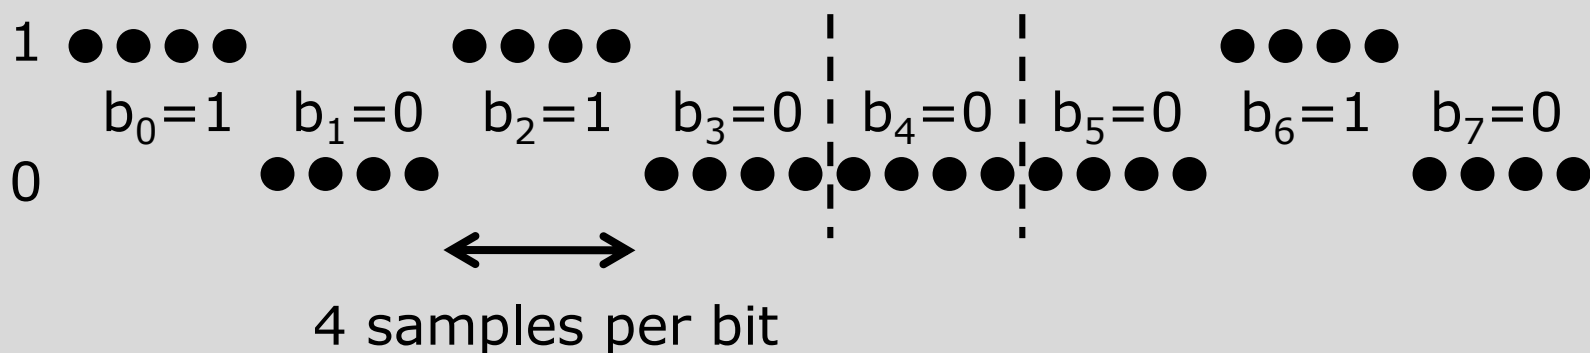 1
b₀=1 b₁=0 b₂=1 b₃=0 b₄=0 b₅=0 b₆=1 b₇=0
0
4 samples per bit